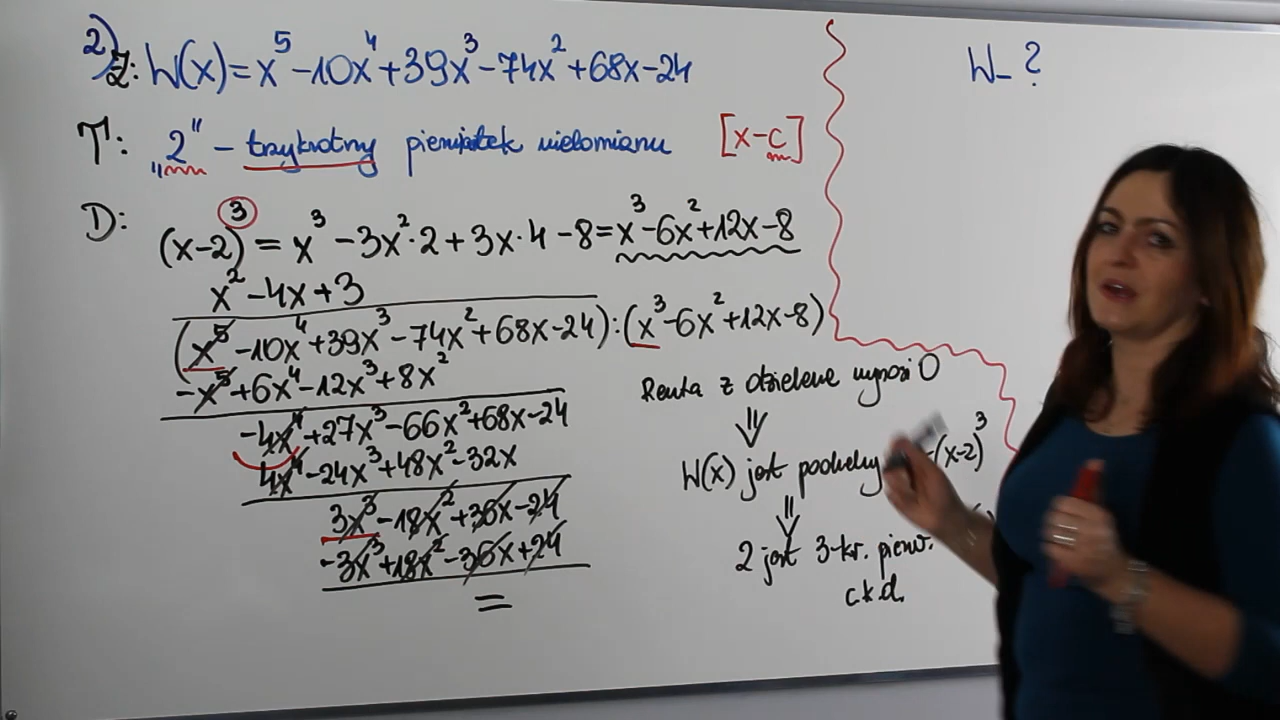 2) Z: W(x)=x⁵-10x⁴+39x³-74x²+68x-24
T: "2" - trzykrotny pierwiastek wielomianu [x-c]
D: (x-2)³ = x³-3x²·2+3x·4-8=x³-6x²+12x-8
x²-4x+3
(x⁵-10x⁴+39x³-74x²+68x-24):(x³-6x²+12x-8)
-x⁵+6x⁴-12x³+8x²
-4x⁴+27x³-66x²+68x-24
4x⁴-24x³+48x²-32x
3x³-18x²+36x-24
-3x³+18x²-36x+24
=
W_ ?
Reszta z dzielenia wynosi 0
⇓
W(x) jest podzielny (x-2)³
⇓
2 jest 3-kr. pierw.
c.k.d.